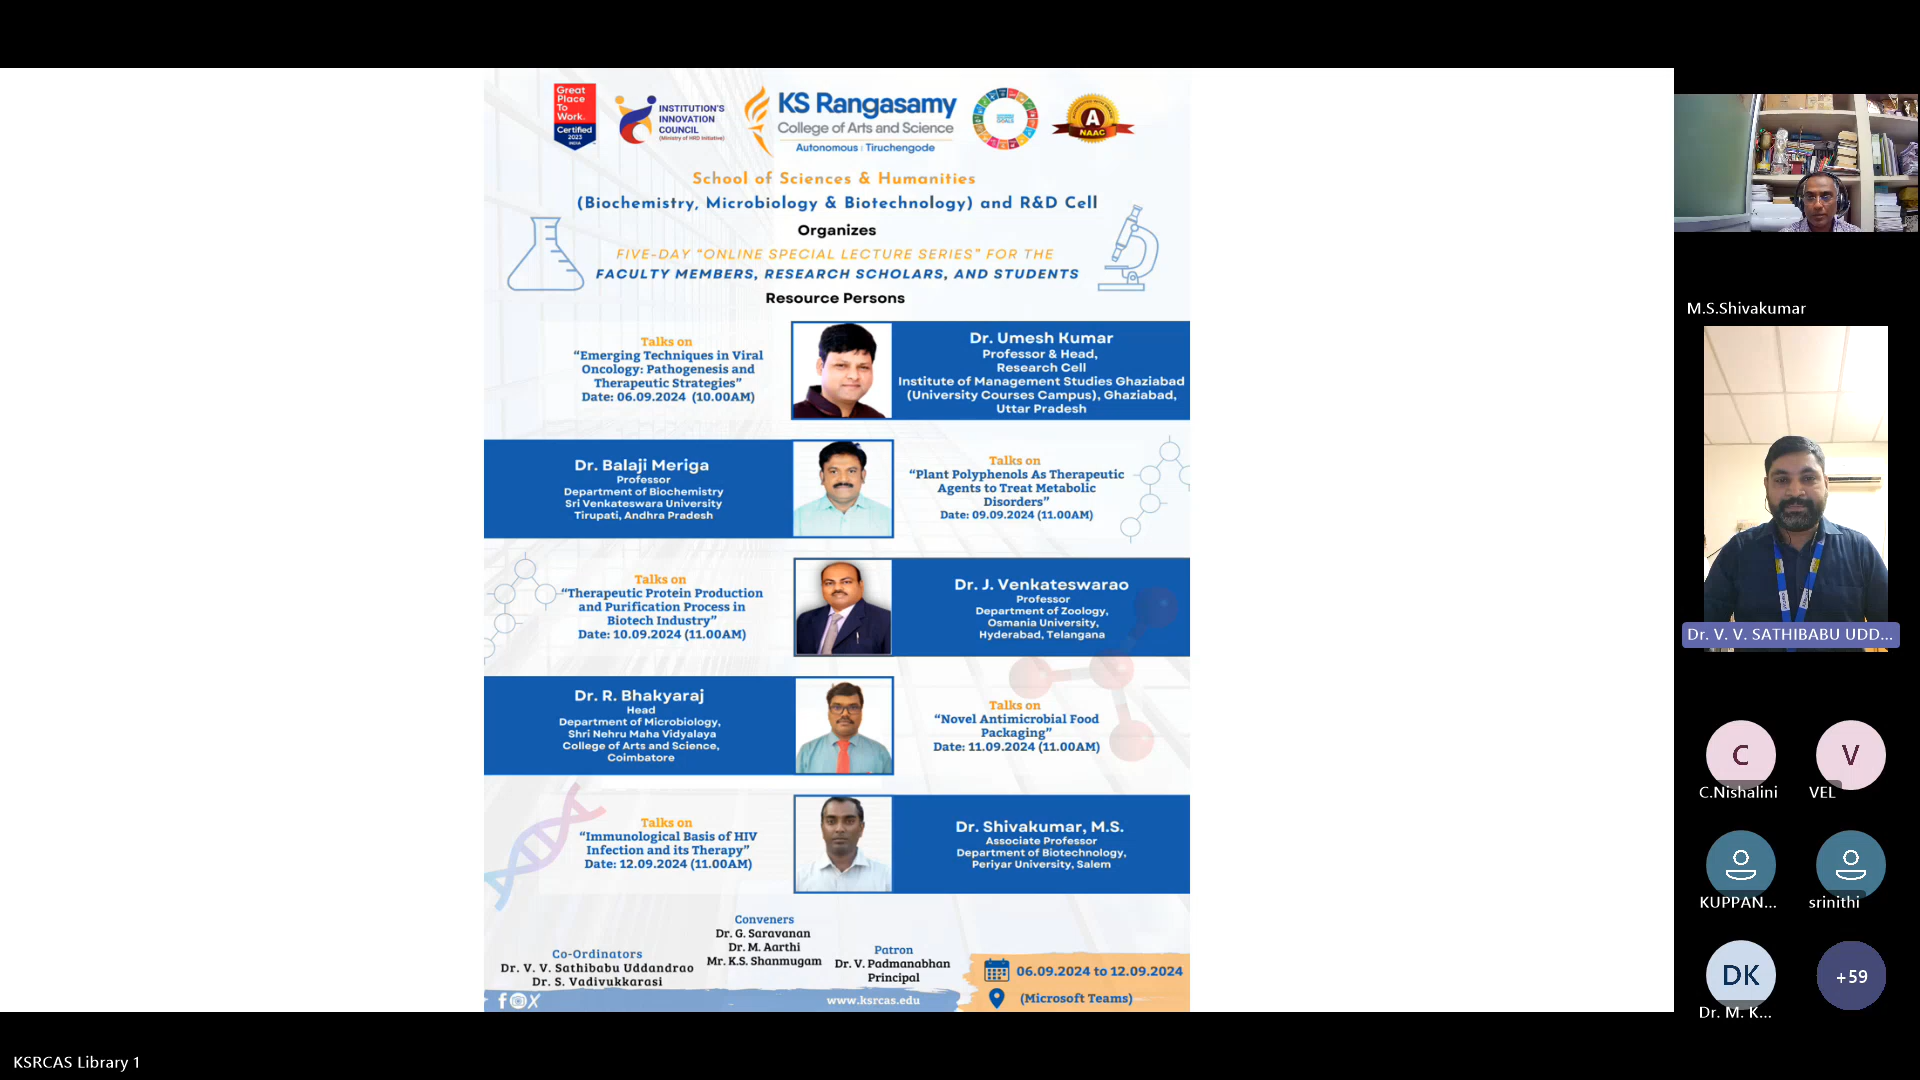 Great
Place
To
Work.
Certified
2023
INDIA
INSTITUTION'S
INNOVATION
COUNCIL
(Ministry of HRD Initiative)
KS Rangasamy
College of Arts and Science
Autonomous | Tiruchengode
A
NAAC
School of Sciences & Humanities
(Biochemistry, Microbiology & Biotechnology) and R&D Cell
Organizes
FIVE-DAY "ONLINE SPECIAL LECTURE SERIES" FOR THE
FACULTY MEMBERS, RESEARCH SCHOLARS, AND STUDENTS
Resource Persons
Talks on
"Emerging Techniques in Viral
Oncology: Pathogenesis and
Therapeutic Strategies"
Date: 06.09.2024 (10.00AM)
Dr. Umesh Kumar
Professor & Head,
Research Cell
Institute of Management Studies Ghaziabad
(University Courses Campus), Ghaziabad,
Uttar Pradesh
Dr. Balaji Meriga
Professor
Department of Biochemistry
Sri Venkateswara University
Tirupati, Andhra Pradesh
Talks on
"Plant Polyphenols As Therapeutic
Agents to Treat Metabolic
Disorders"
Date: 09.09.2024 (11.00AM)
Talks on
"Therapeutic Protein Production
and Purification Process in
Biotech Industry"
Date: 10.09.2024 (11.00AM)
Dr. J. Venkateswarao
Professor
Department of Zoology,
Osmania University,
Hyderabad, Telangana
Dr. R. Bhakyaraj
Head
Department of Microbiology,
Shri Nehru Maha Vidyalaya
College of Arts and Science,
Coimbatore
Talks on
"Novel Antimicrobial Food
Packaging"
Date: 11.09.2024 (11.00AM)
Talks on
"Immunological Basis of HIV
Infection and its Therapy"
Date: 12.09.2024 (11.00AM)
Dr. Shivakumar, M.S.
Associate Professor
Department of Biotechnology,
Periyar University, Salem
Conveners
Dr. G. Saravanan
Dr. M. Aarthi
Mr. K.S. Shanmugam
Co-Ordinators
Dr. V. V. Sathibabu Uddandrao
Dr. S. Vadivukkarasi
Patron
Dr. V. Padmanabhan
Principal
06.09.2024 to 12.09.2024
(Microsoft Teams)
www.ksrcas.edu
M.S.Shivakumar
Dr. V. V. SATHIBABU UDD...
C
C.Nishalini
V
VEL
KUPPAN...
srinithi
DK
Dr. M. K...
+59
KSRCAS Library 1